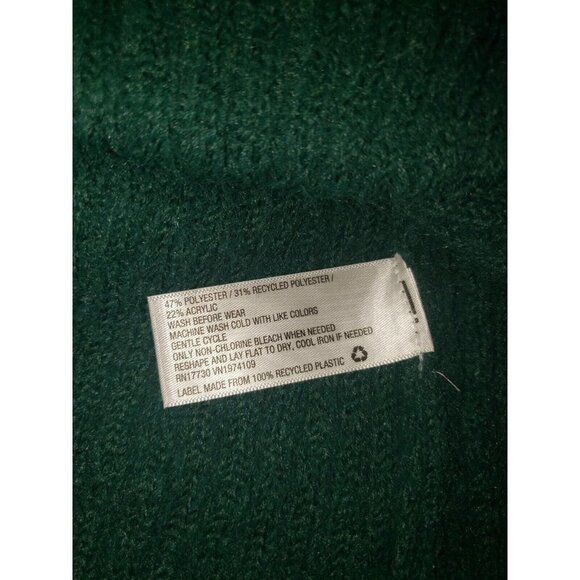 47% POLYESTER / 31% RECYCLED POLYESTER /
22% ACRYLIC
WASH BEFORE WEAR
MACHINE WASH COLD WITH LIKE COLORS
GENTLE CYCLE
ONLY NON-CHLORINE BLEACH WHEN NEEDED
RESHAPE AND LAY FLAT TO DRY, COOL IRON IF NEEDED
RN17730 VN1974109
LABEL MADE FROM 100% RECYCLED PLASTIC